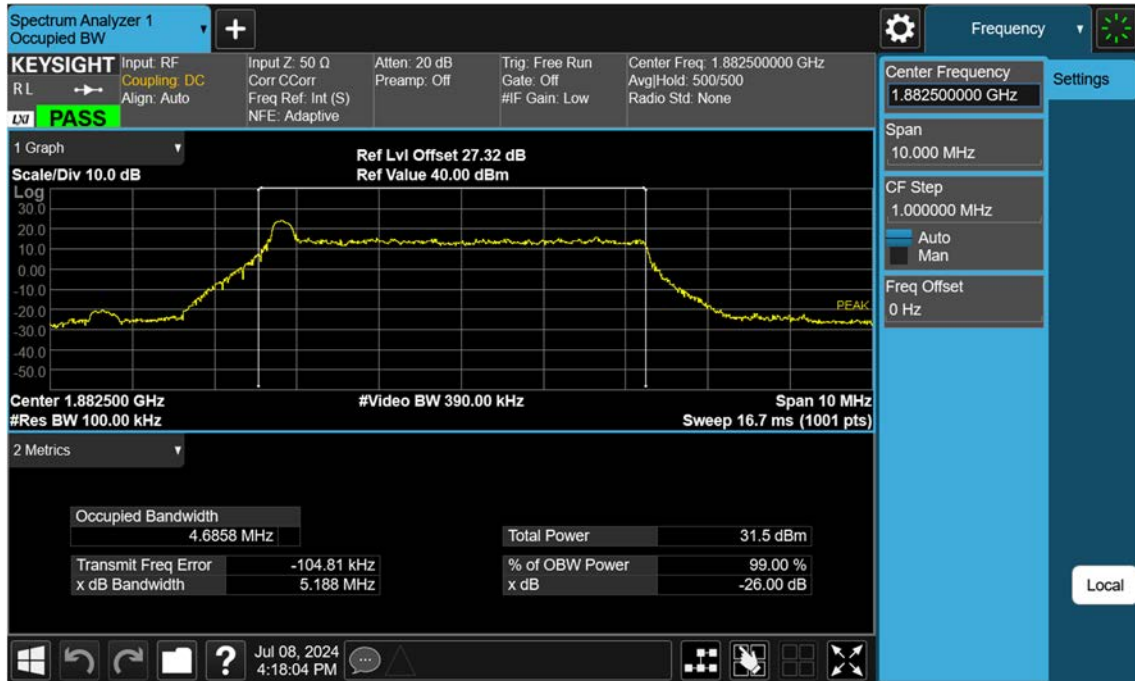 Spectrum Analyzer 1
Occupied BW
+
Frequency
KEYSIGHT
R L
LXI PASS
Input: RF
Coupling: DC
Align: Auto
Input Z: 50 Ω
Corr CCorr
Freq Ref: Int (S)
NFE: Adaptive
Atten: 20 dB
Preamp: Off
Trig: Free Run
Gate: Off
#IF Gain: Low
Center Freq: 1.882500000 GHz
Avg|Hold: 500/500
Radio Std: None
1 Graph
Scale/Div 10.0 dB
Ref Lvl Offset 27.32 dB
Ref Value 40.00 dBm
Log
30.0
20.0
10.0
0.00
-10.0
-20.0
-30.0
-40.0
-50.0
PEAK
Center 1.882500 GHz
#Video BW 390.00 kHz
Span 10 MHz
#Res BW 100.00 kHz
Sweep 16.7 ms (1001 pts)
2 Metrics
Occupied Bandwidth
4.6858 MHz
Total Power 31.5 dBm
Transmit Freq Error -104.81 kHz
% of OBW Power 99.00 %
x dB Bandwidth 5.188 MHz
x dB -26.00 dB
?
Jul 08, 2024
4:18:04 PM
Center Frequency
1.882500000 GHz
Settings
Span
10.000 MHz
CF Step
1.000000 MHz
Auto
Man
Freq Offset
0 Hz
Local